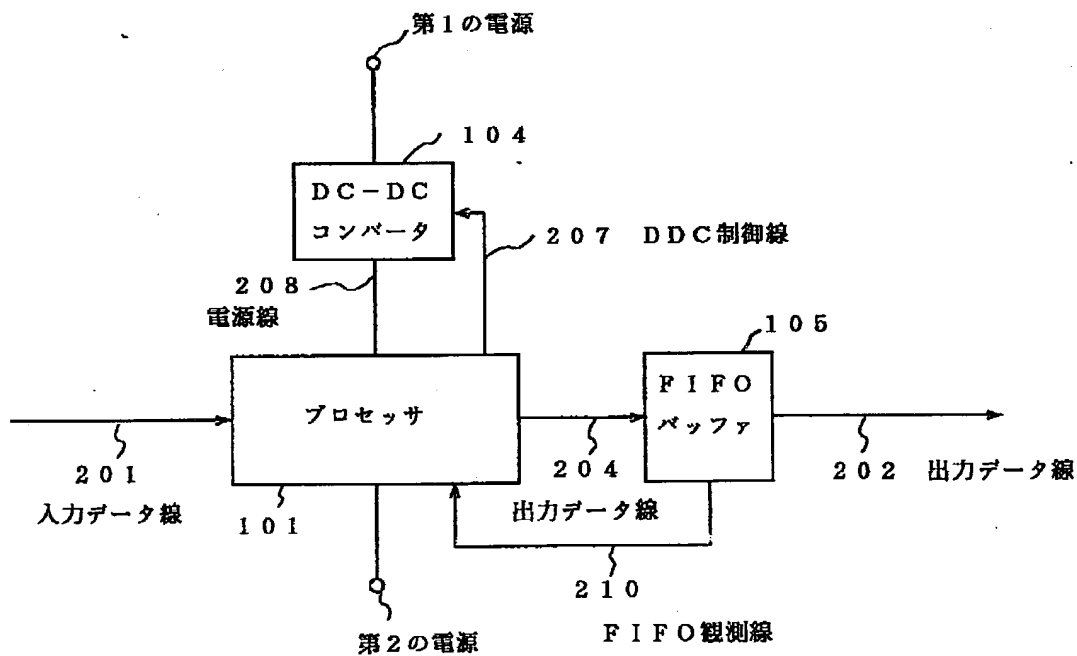 第1の電源
104
DC-DC
コンバータ
207 DDC制御線
208
電源線
105
プロセッサ
FIFO
バッファ
201
入力データ線
101
204
出力データ線
202 出力データ線
210
第2の電源
FIFO観測線